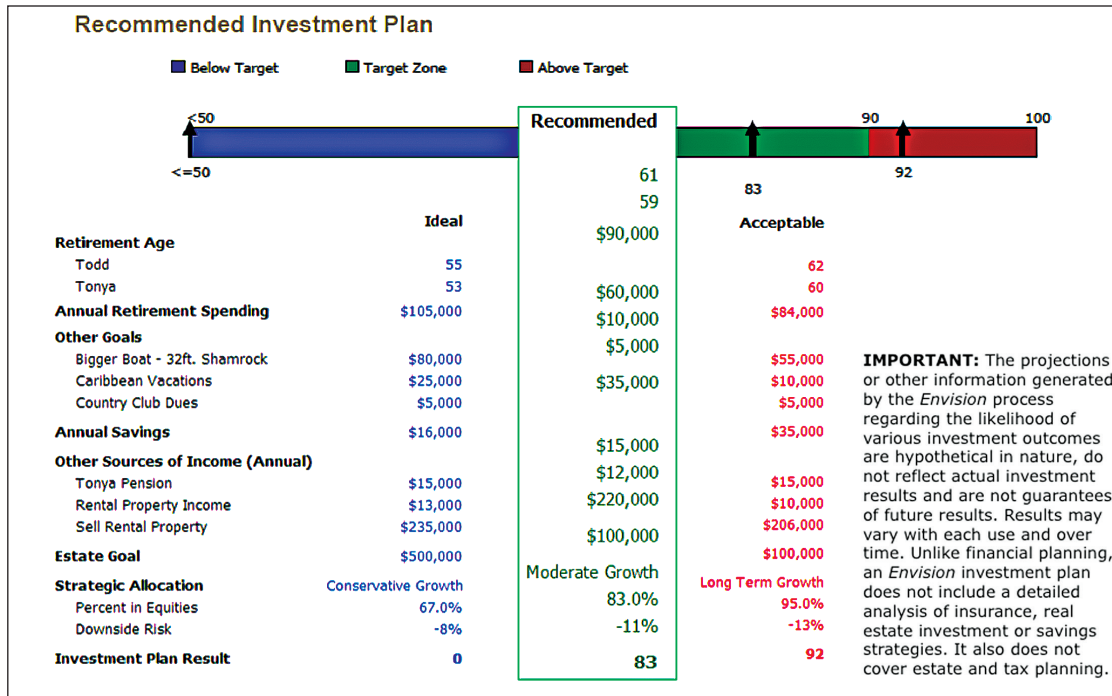 Recommended Investment Plan
Below Target Target Zone Above Target
<50 90 100
Recommended
<=50 83 92
61
59
Ideal $90,000 Acceptable
Retirement Age
Todd 55 62
Tonya 53 $60,000 60
Annual Retirement Spending $105,000 $10,000 $84,000
Other Goals $5,000
Bigger Boat - 32ft. Shamrock $80,000 $55,000
Caribbean Vacations $25,000 $35,000 $10,000
Country Club Dues $5,000 $5,000
Annual Savings $16,000 $15,000 $35,000
Other Sources of Income (Annual) $12,000
Tonya Pension $15,000 $220,000 $15,000
Rental Property Income $13,000 $10,000
Sell Rental Property $235,000 $100,000 $206,000
Estate Goal $500,000 $100,000
Strategic Allocation Conservative Growth Moderate Growth Long Term Growth
Percent in Equities 67.0% 83.0% 95.0%
Downside Risk -8% -11% -13%
Investment Plan Result 0 83 92
IMPORTANT: The projections
or other information generated
by the Envision process
regarding the likelihood of
various investment outcomes
are hypothetical in nature, do
not reflect actual investment
results and are not guarantees
of future results. Results may
vary with each use and over
time. Unlike financial planning,
an Envision investment plan
does not include a detailed
analysis of insurance, real
estate investment or savings
strategies. It also does not
cover estate and tax planning.